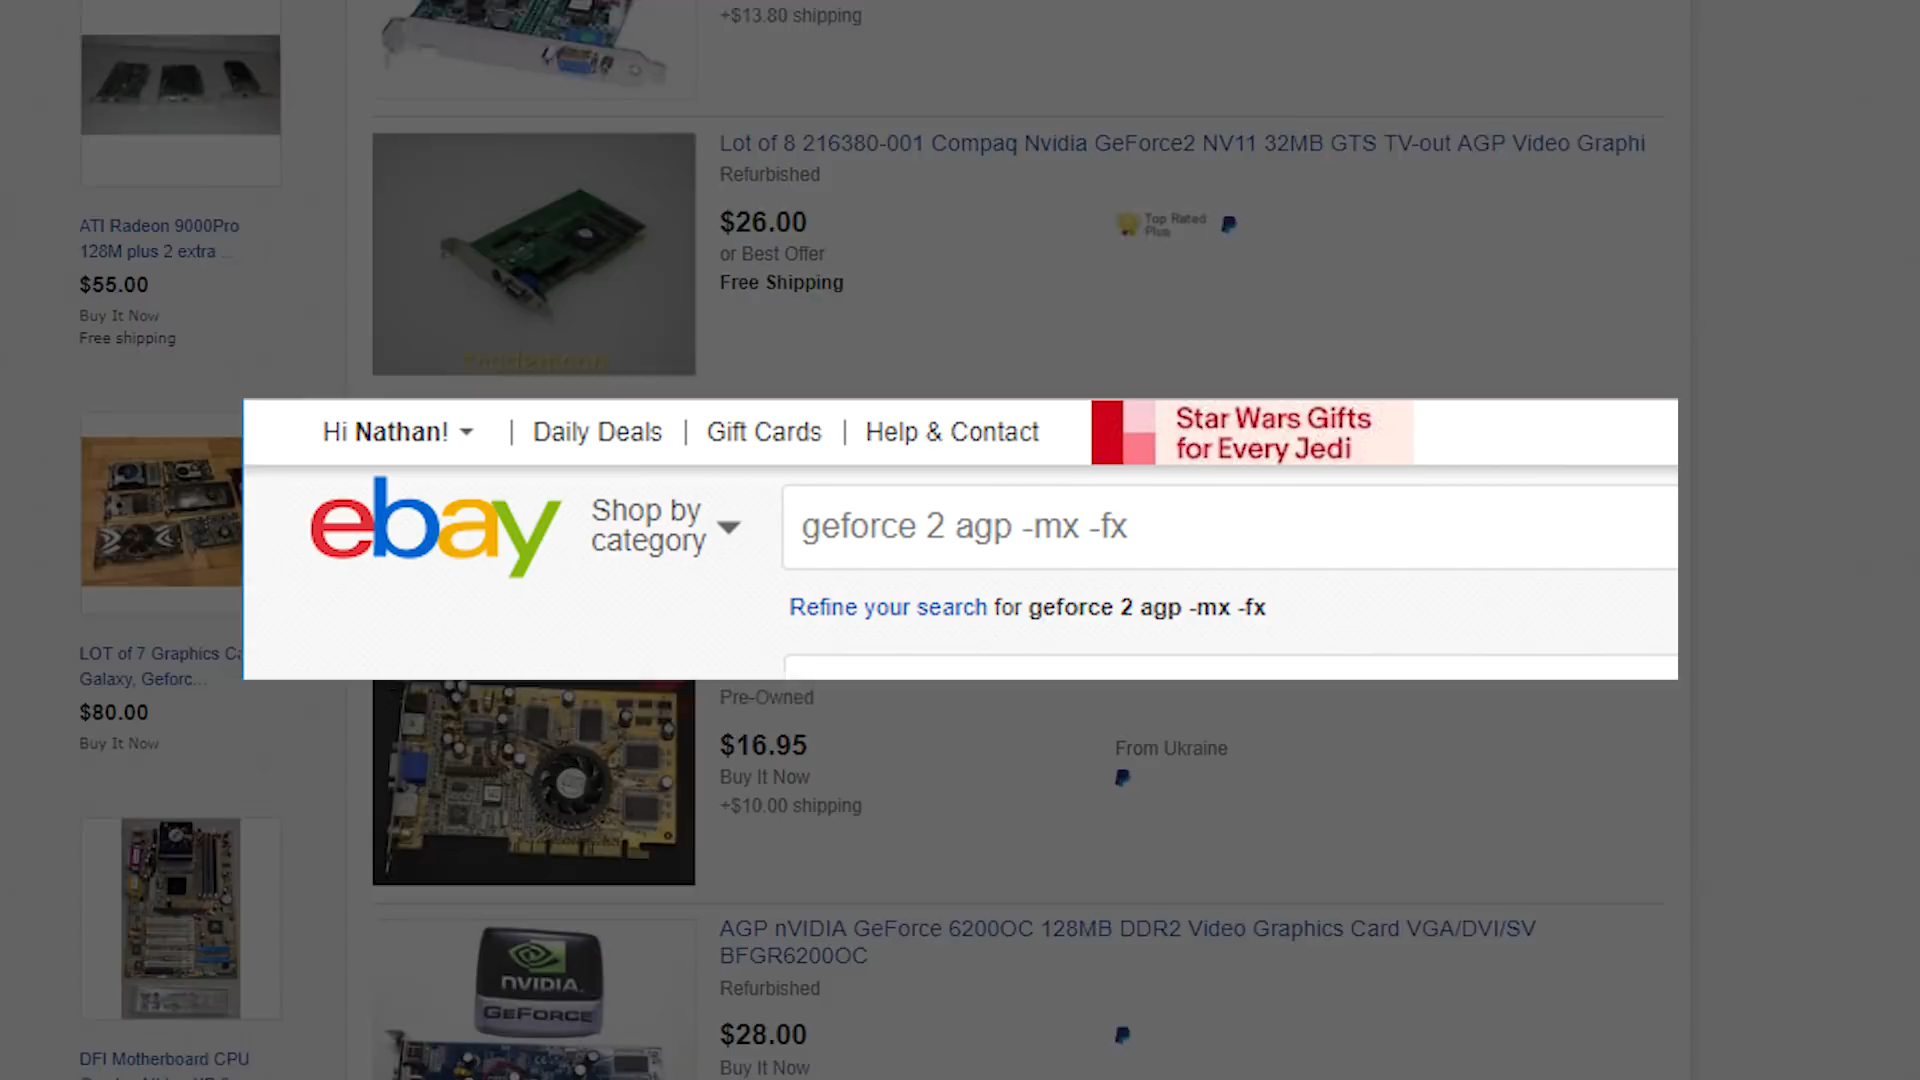 +$13.80 shipping
Lot of 8 216380-001 Compaq Nvidia GeForce2 NV11 32MB GTS TV-out AGP Video Graphi
Refurbished
$26.00
Top Rated
Plus
or Best Offer
Free Shipping
ATI Radeon 9000Pro
128M plus 2 extra ...
$55.00
Buy It Now
Free shipping
Hi Nathan!
Daily Deals
Gift Cards
Help & Contact
Star Wars Gifts
for Every Jedi
ebay
Shop by
category
geforce 2 agp -mx -fx
Refine your search for geforce 2 agp -mx -fx
LOT of 7 Graphics
Galaxy, Geforc...
$80.00
Buy It Now
Pre-Owned
$16.95
From Ukraine
Buy It Now
+$10.00 shipping
AGP nVIDIA GeForce 6200OC 128MB DDR2 Video Graphics Card VGA/DVI/SV
BFGR6200OC
Refurbished
$28.00
Buy It Now
nVIDIA
GEFORCE
DFI Motherboard CPU